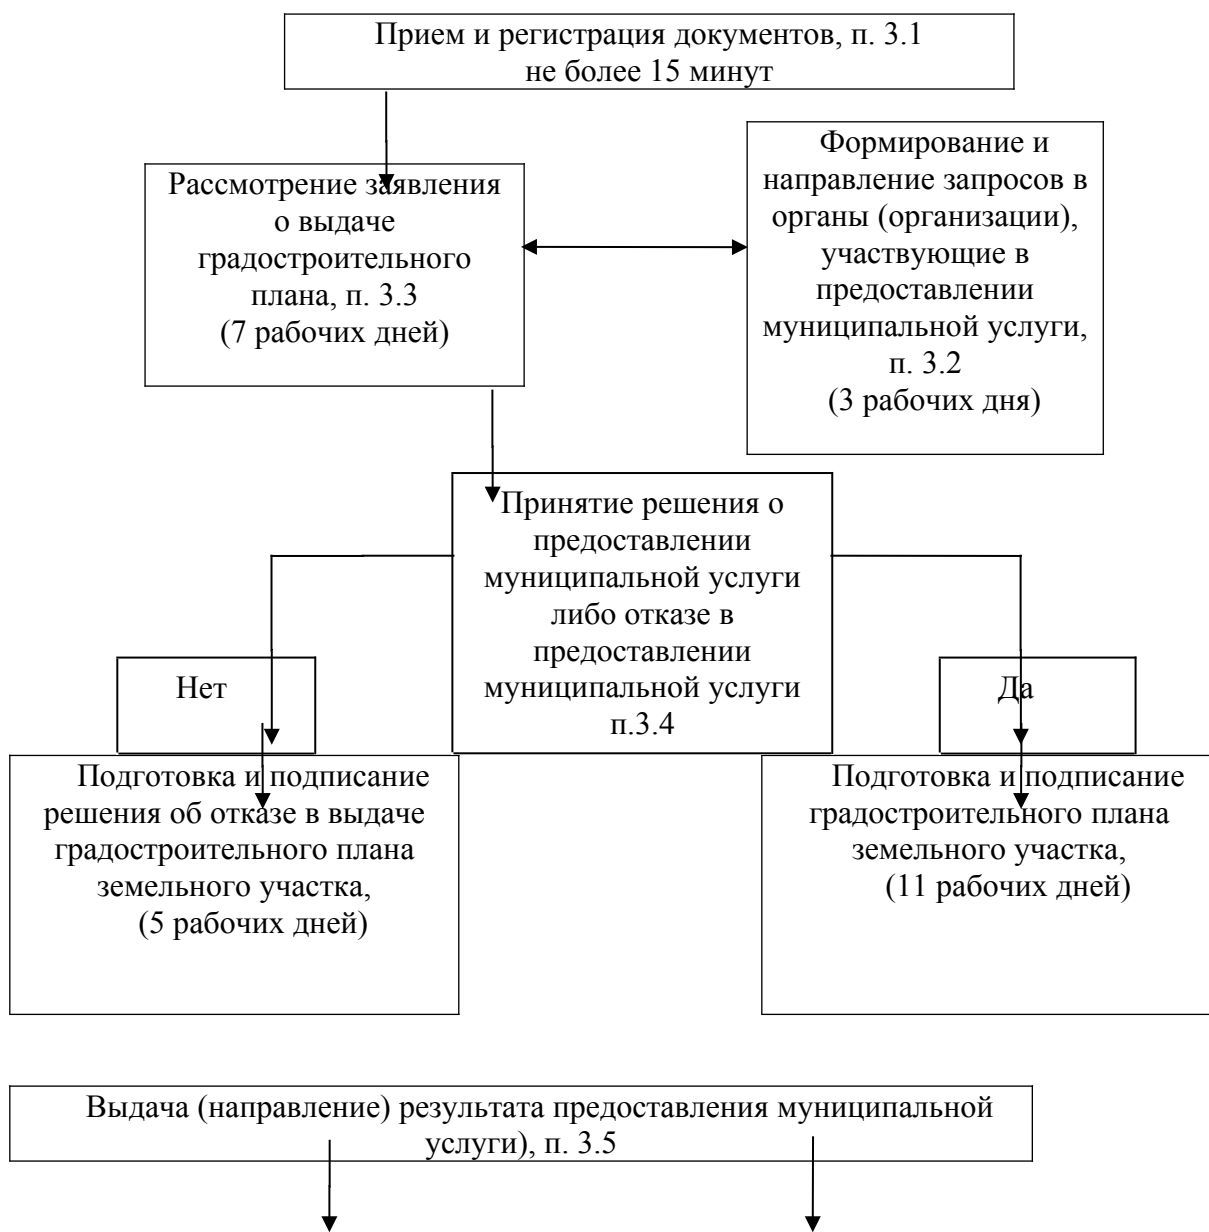 Прием и регистрация документов, п. 3.1
не более 15 минут
Рассмотрение заявления
о выдаче
градостроительного
плана, п. 3.3
(7 рабочих дней)
Формирование и
направление запросов в
органы (организации),
участвующие в
предоставлении
муниципальной услуги,
п. 3.2
(3 рабочих дня)
Принятие решения о
предоставлении
муниципальной услуги
либо отказе в
предоставлении
муниципальной услуги
п.3.4
Нет
Да
Подготовка и подписание
решения об отказе в выдаче
градостроительного плана
земельного участка,
(5 рабочих дней)
Подготовка и подписание
градостроительного плана
земельного участка,
(11 рабочих дней)
Выдача (направление) результата предоставления муниципальной
услуги), п. 3.5